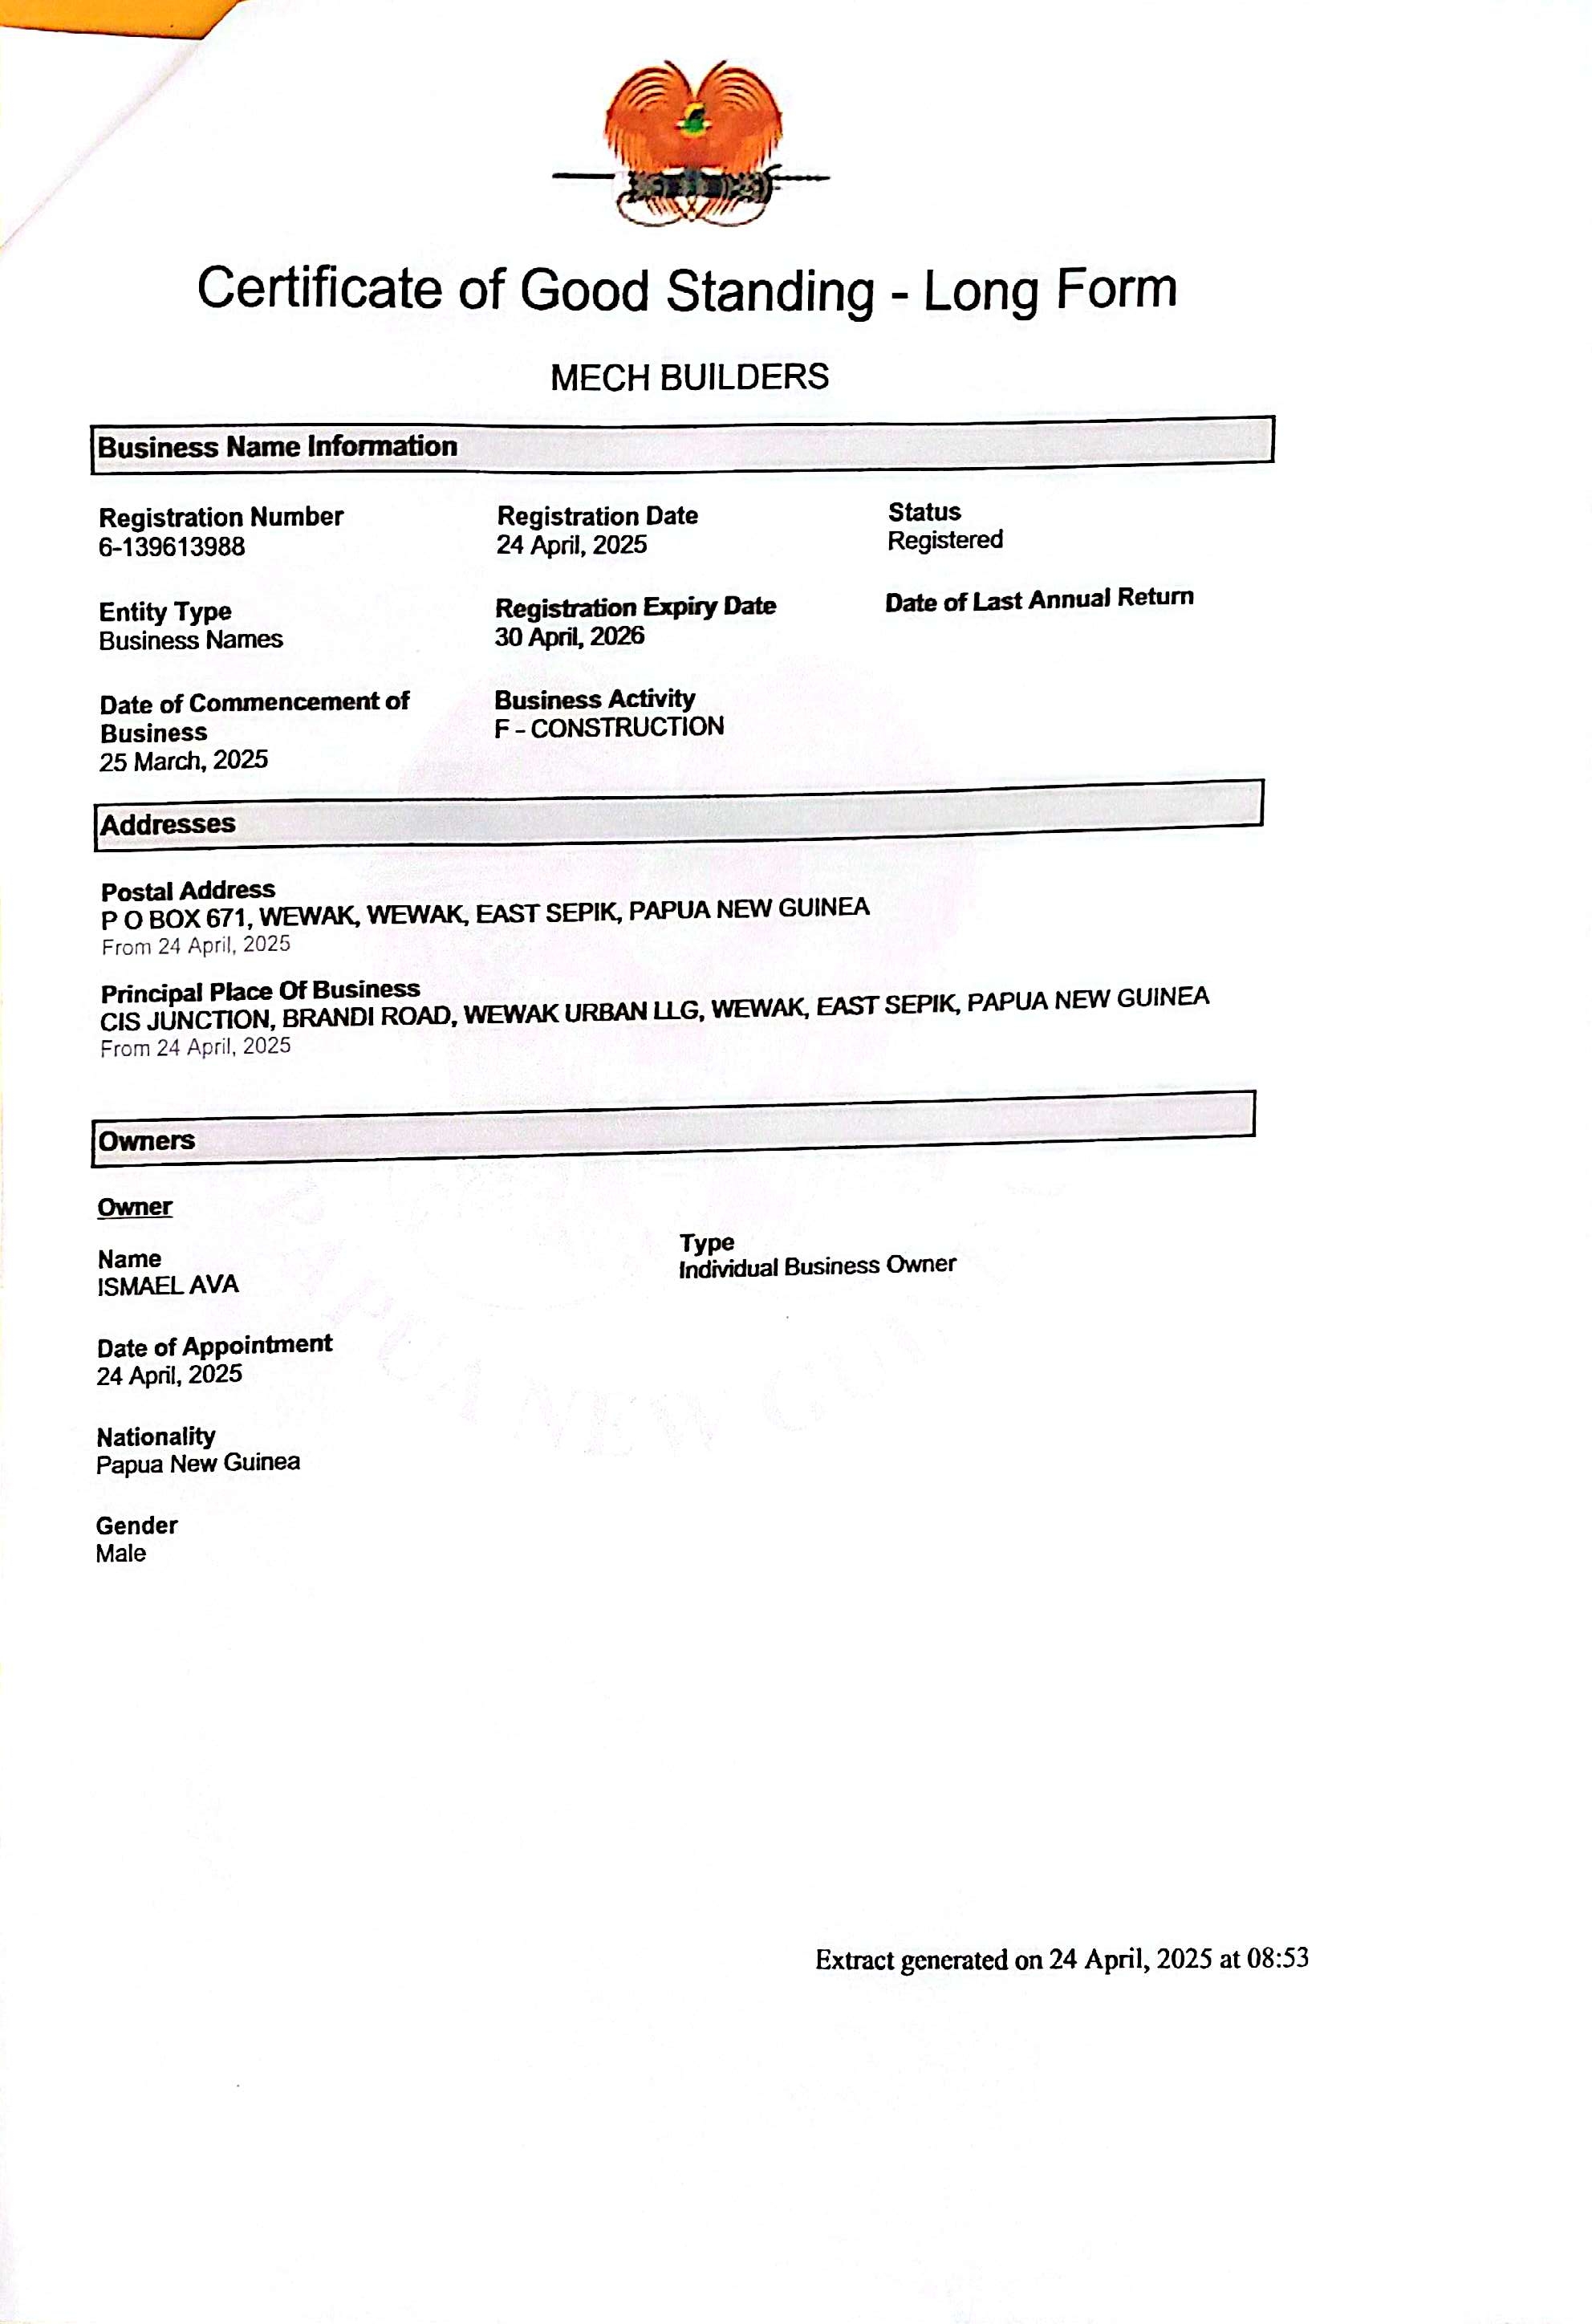 Certificate of Good Standing - Long Form
MECH BUILDERS
Business Name Information
Registration Number
6-139613988
Registration Date
24 April, 2025
Status
Registered
Entity Type
Business Names
Registration Expiry Date
30 April, 2026
Date of Last Annual Return
Date of Commencement of
Business
25 March, 2025
Business Activity
F - CONSTRUCTION
Addresses
Postal Address
P O BOX 671, WEWAK, WEWAK, EAST SEPIK, PAPUA NEW GUINEA
From 24 April, 2025
Principal Place Of Business
CIS JUNCTION, BRANDI ROAD, WEWAK URBAN LLG, WEWAK, EAST SEPIK, PAPUA NEW GUINEA
From 24 April, 2025
Owners
Owner
Name
ISMAEL AVA
Type
Individual Business Owner
Date of Appointment
24 April, 2025
Nationality
Papua New Guinea
Gender
Male
Extract generated on 24 April, 2025 at 08:53